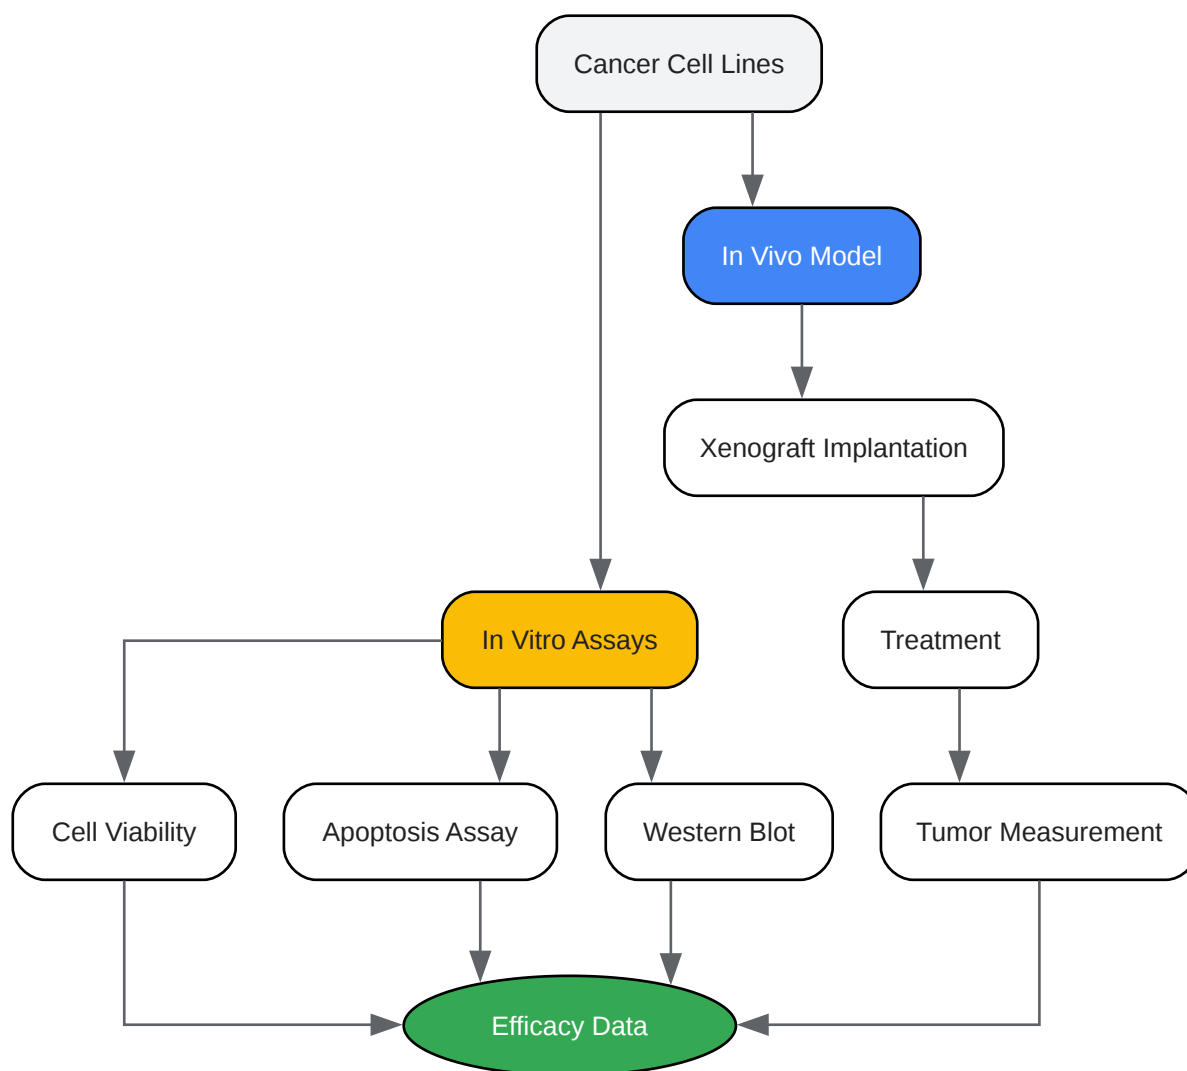 Cancer Cell Lines
In Vivo Model
Xenograft Implantation
In Vitro Assays
Treatment
Cell Viability
Apoptosis Assay
Western Blot
Tumor Measurement
Efficacy Data